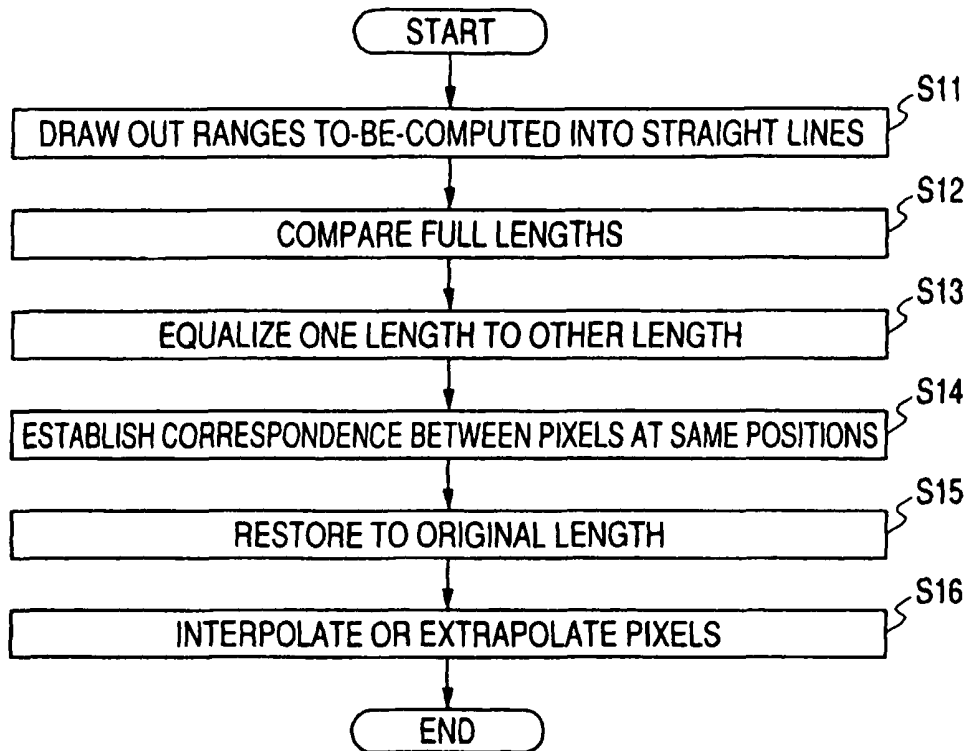 START
S11
DRAW OUT RANGES TO-BE-COMPUTED INTO STRAIGHT LINES
S12
COMPARE FULL LENGTHS
S13
EQUALIZE ONE LENGTH TO OTHER LENGTH
S14
ESTABLISH CORRESPONDENCE BETWEEN PIXELS AT SAME POSITIONS
S15
RESTORE TO ORIGINAL LENGTH
S16
INTERPOLATE OR EXTRAPOLATE PIXELS
END